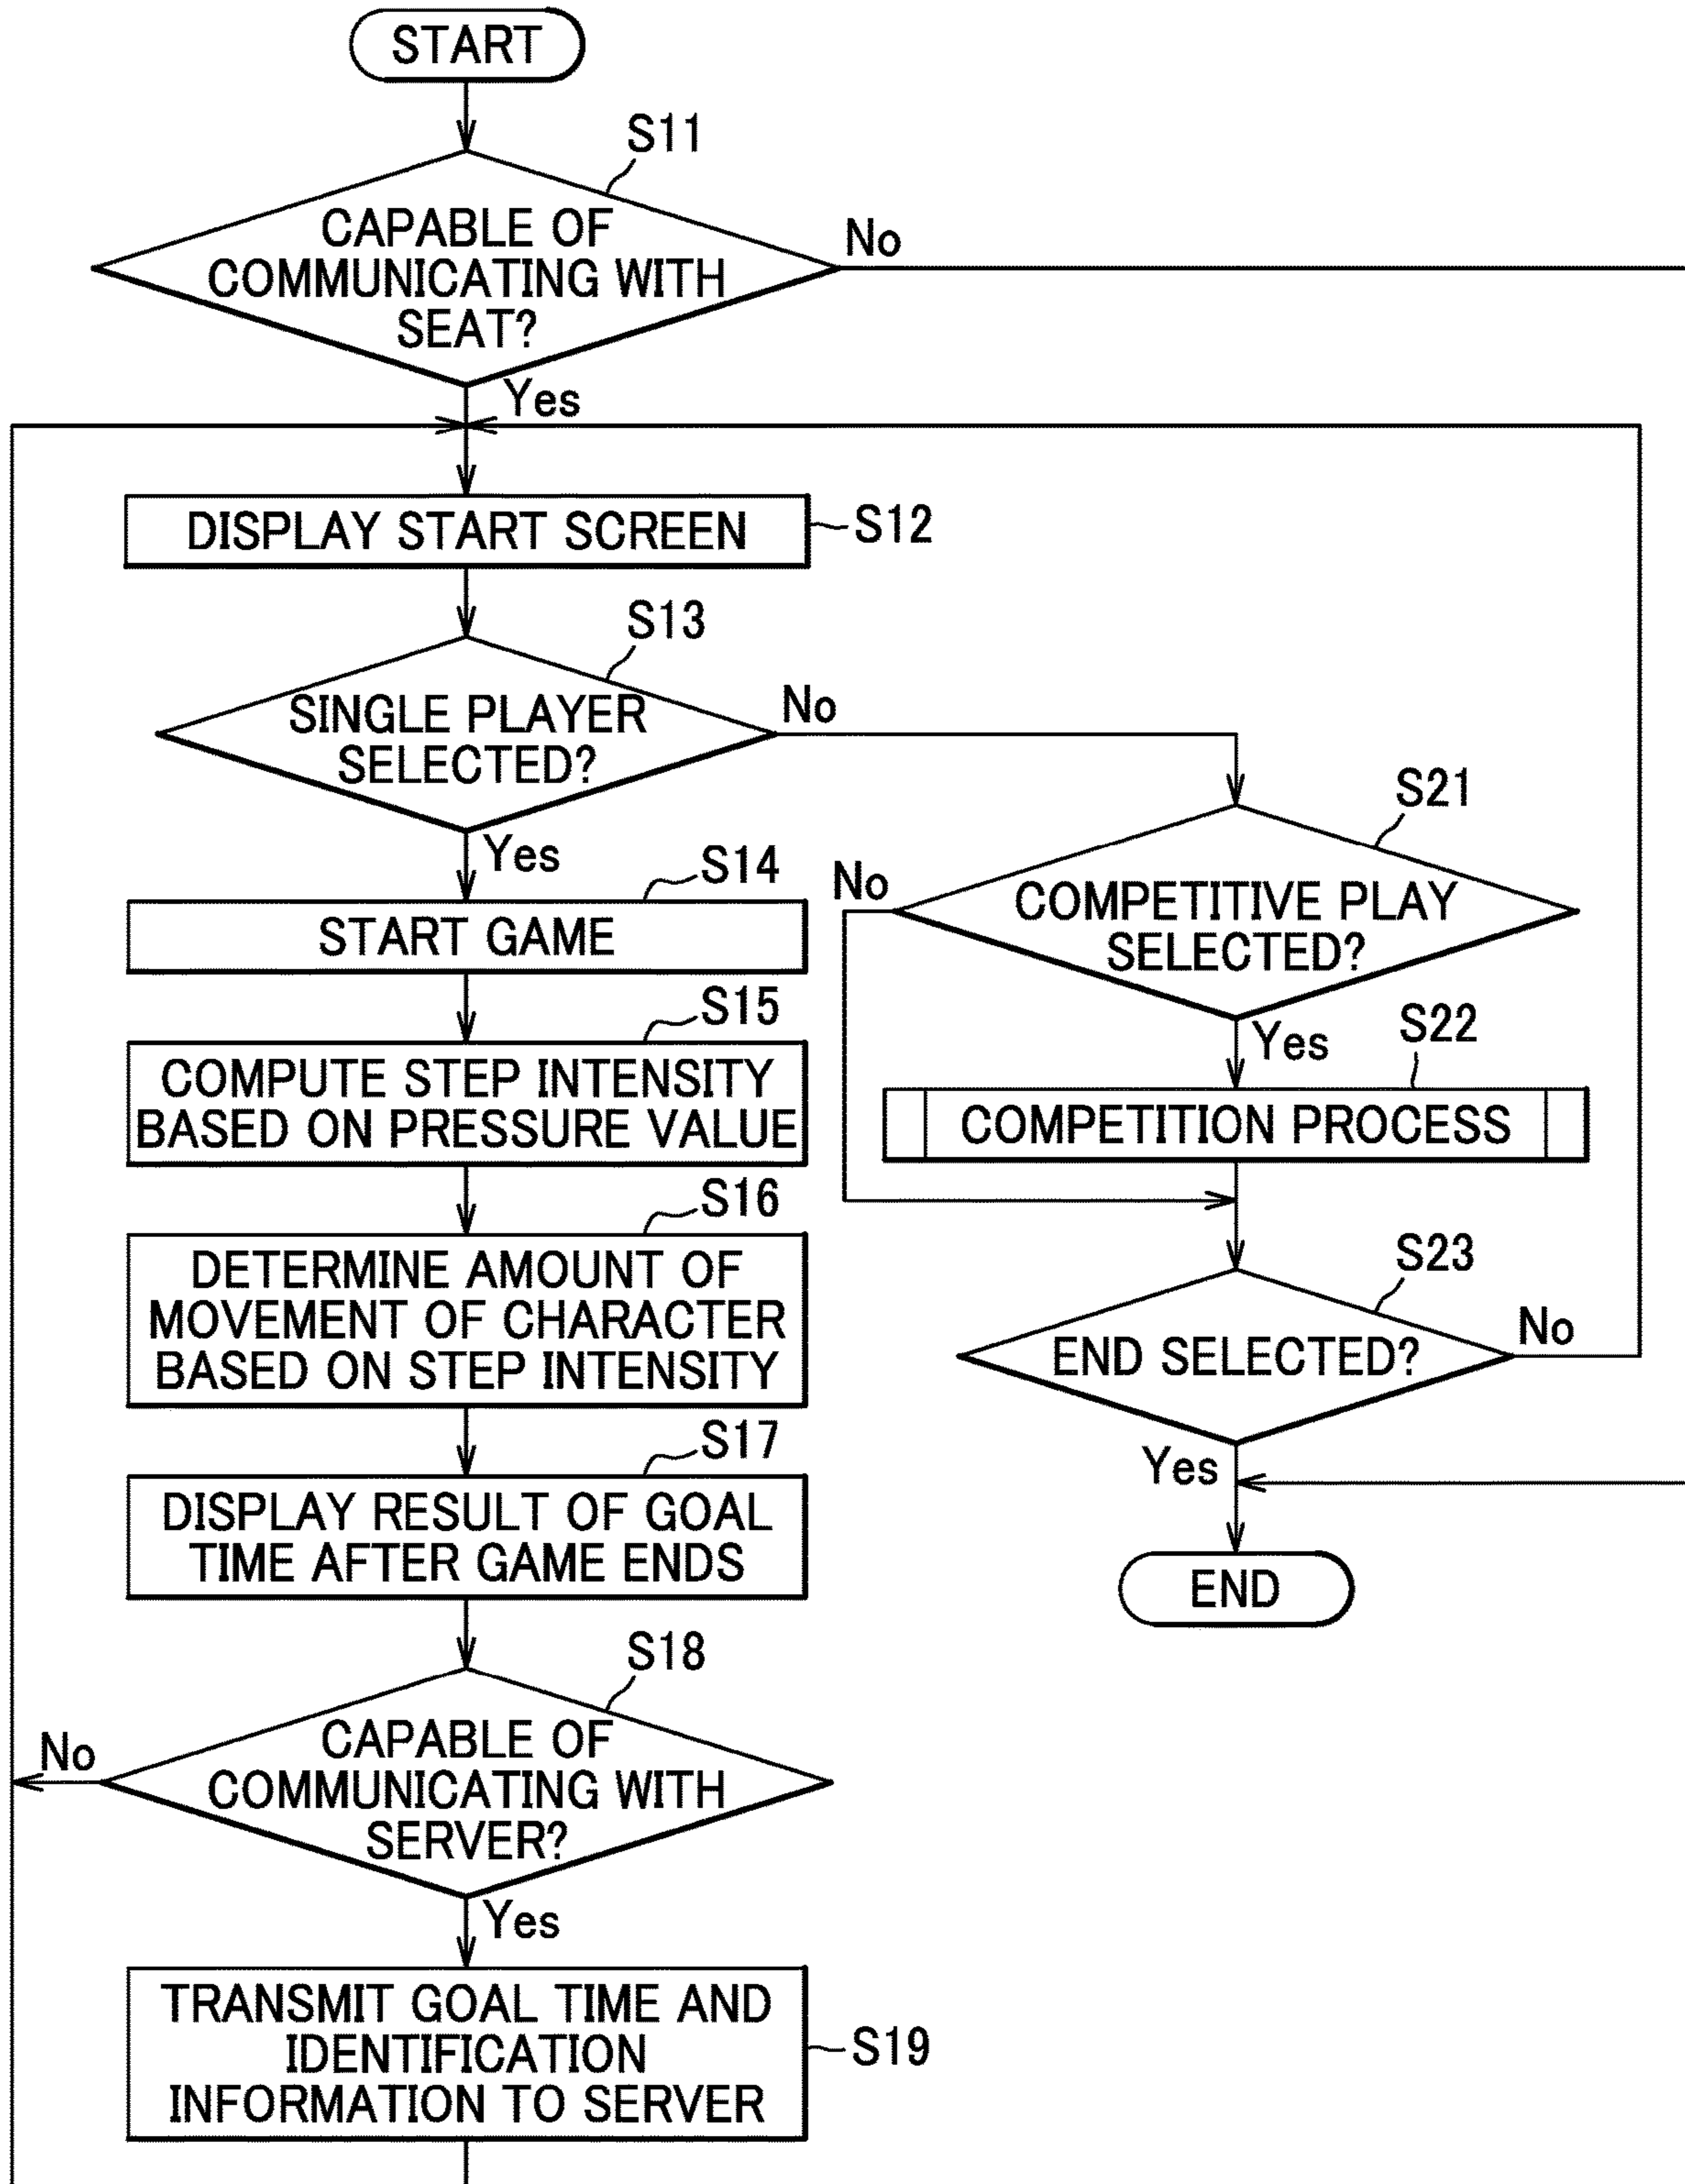 START
S11
CAPABLE OF
COMMUNICATING WITH
SEAT?
No
Yes
DISPLAY START SCREEN
S12
S13
SINGLE PLAYER
SELECTED?
No
Yes
S14
START GAME
S15
COMPUTE STEP INTENSITY
BASED ON PRESSURE VALUE
S16
DETERMINE AMOUNT OF
MOVEMENT OF CHARACTER
BASED ON STEP INTENSITY
S17
DISPLAY RESULT OF GOAL
TIME AFTER GAME ENDS
S18
CAPABLE OF
COMMUNICATING WITH
SERVER?
No
Yes
TRANSMIT GOAL TIME AND
IDENTIFICATION
INFORMATION TO SERVER
S19
S21
COMPETITIVE PLAY
SELECTED?
No
Yes
S22
COMPETITION PROCESS
S23
END SELECTED?
No
Yes
END